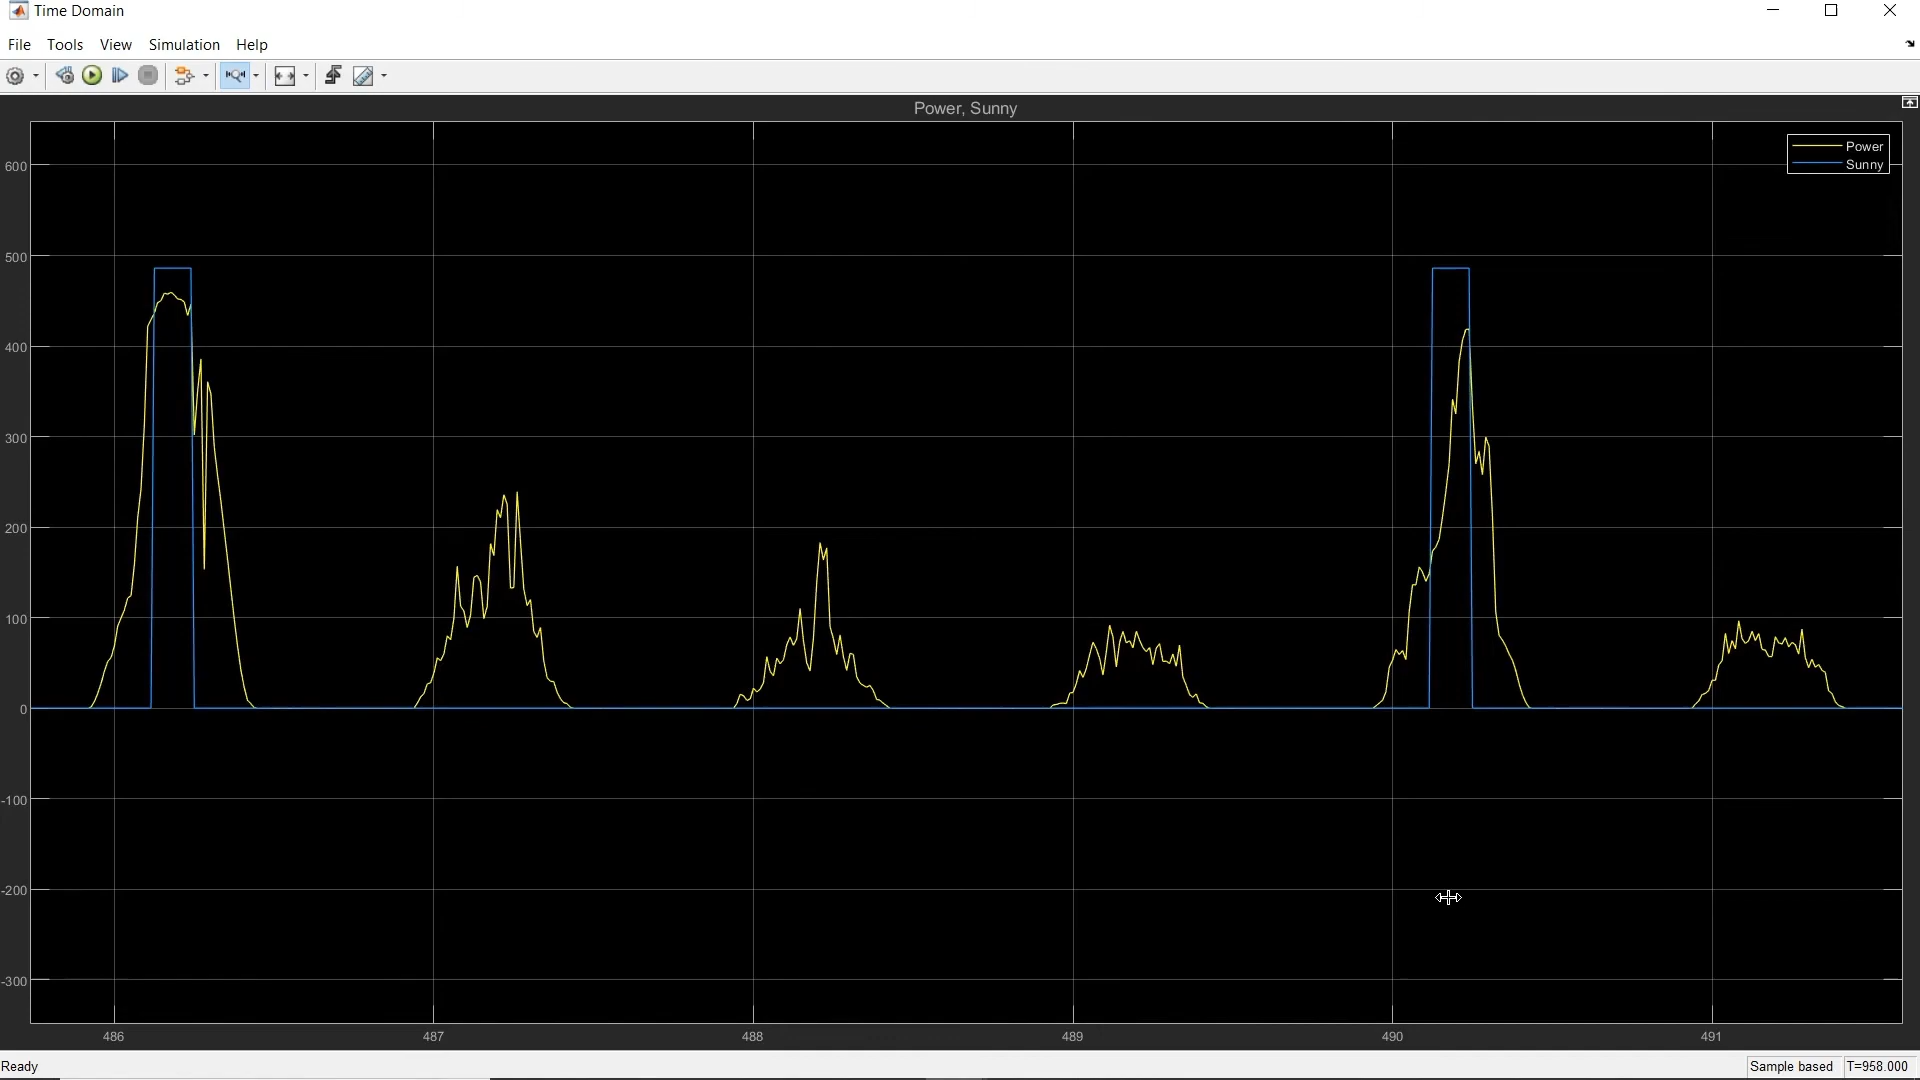 Time Domain
File Tools View Simulation Help
Power, Sunny
Power
Sunny
600
500
400
300
200
100
0
-100
-200
-300
486 487 488 489 490 491
Ready
Sample based T=958.000